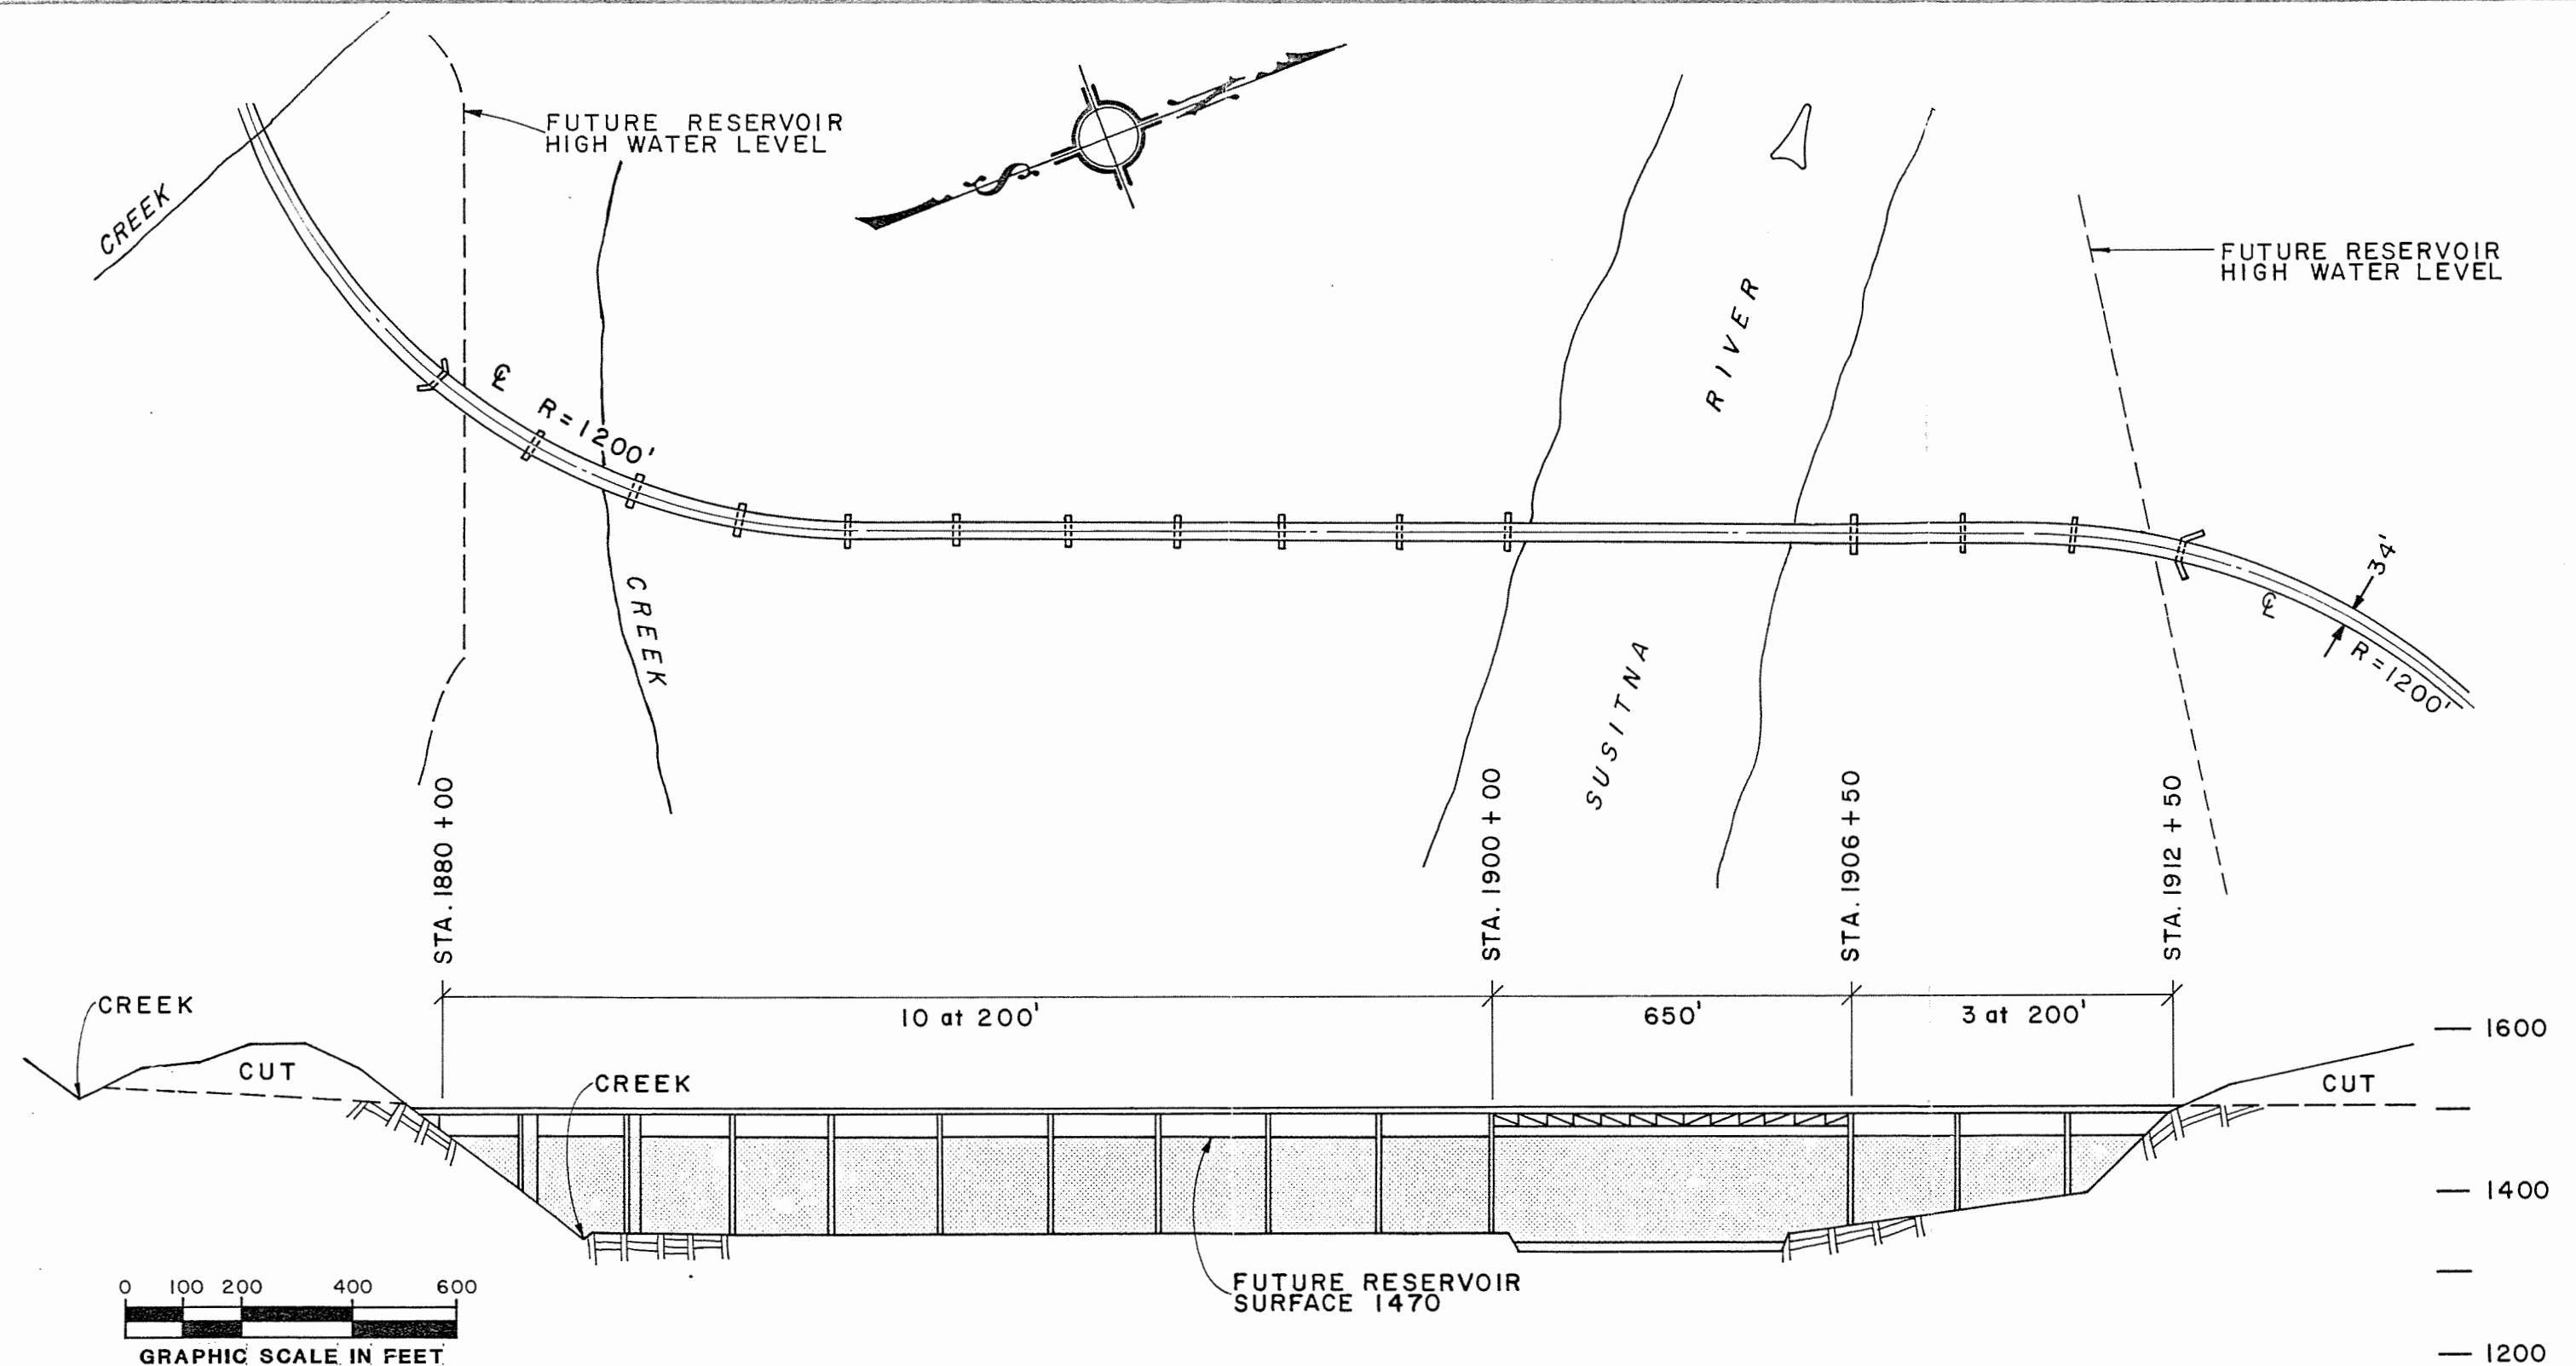 FUTURE RESERVOIR
HIGH WATER LEVEL
S
N
CREEK
FUTURE RESERVOIR
HIGH WATER LEVEL
RIVER
℄
R=1200'
CREEK
34'
℄
R=1200'
SUSITNA
STA. 1880 + 00
STA. 1900 + 00
STA. 1906 + 50
STA. 1912 + 50
CREEK
10 at 200'
650'
3 at 200'
1600
CUT
CREEK
CUT
1400
FUTURE RESERVOIR
SURFACE 1470
0 100 200 400 600
GRAPHIC SCALE IN FEET
1200